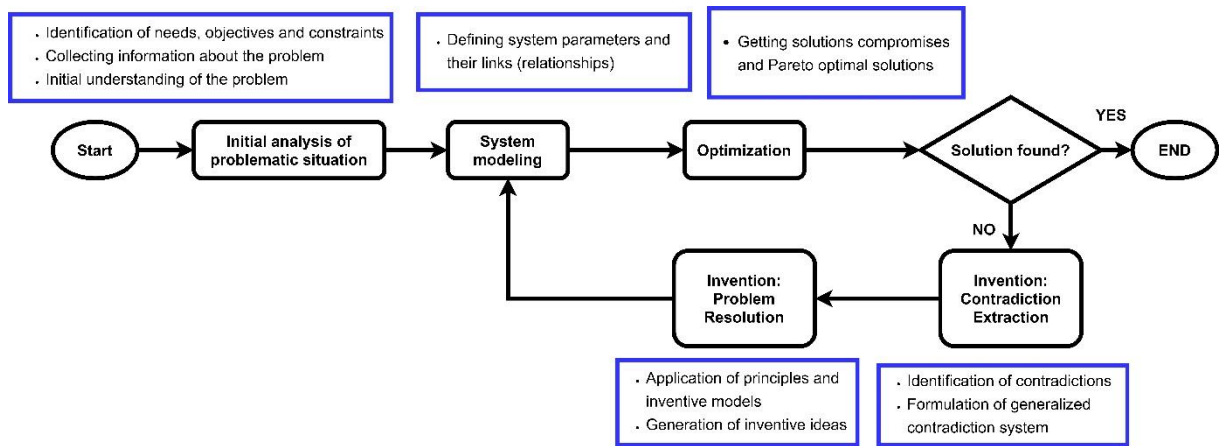 • Identification of needs, objectives and constraints
• Collecting information about the problem
• Initial understanding of the problem
• Defining system parameters and
their links (relationships)
• Getting solutions compromises
and Pareto optimal solutions
Start
Initial analysis of
problematic situation
System
modeling
Optimization
Solution found?
YES
END
NO
Invention:
Problem
Resolution
Invention:
Contradiction
Extraction
• Application of principles and
inventive models
• Generation of inventive ideas
• Identification of contradictions
• Formulation of generalized
contradiction system